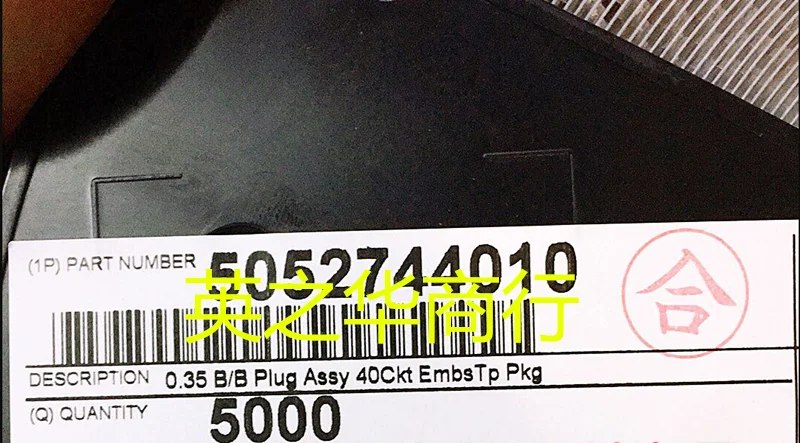 (1P) PART NUMBER 5052744010
英之华商行
合
DESCRIPTION 0.35 B/B Plug Assy 40Ckt EmbsTp Pkg
(Q) QUANTITY 5000